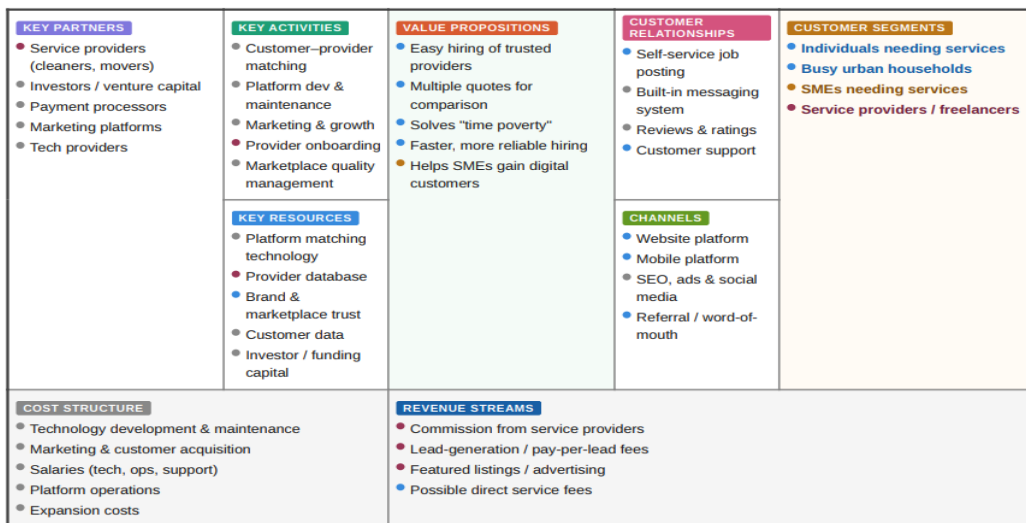 KEY PARTNERS
Service providers
(cleaners, movers)
Investors / venture capital
Payment processors
Marketing platforms
Tech providers
KEY ACTIVITIES
Customer–provider
matching
Platform dev &
maintenance
Marketing & growth
Provider onboarding
Marketplace quality
management
KEY RESOURCES
Platform matching
technology
Provider database
Brand &
marketplace trust
Customer data
Investor / funding
capital
VALUE PROPOSITIONS
Easy hiring of trusted
providers
Multiple quotes for
comparison
Solves "time poverty"
Faster, more reliable hiring
Helps SMEs gain digital
customers
CUSTOMER
RELATIONSHIPS
Self-service job
posting
Built-in messaging
system
Reviews & ratings
Customer support
CHANNELS
Website platform
Mobile platform
SEO, ads & social
media
Referral / word-of-
mouth
CUSTOMER SEGMENTS
Individuals needing services
Busy urban households
SMEs needing services
Service providers / freelancers
COST STRUCTURE
Technology development & maintenance
Marketing & customer acquisition
Salaries (tech, ops, support)
Platform operations
Expansion costs
REVENUE STREAMS
Commission from service providers
Lead-generation / pay-per-lead fees
Featured listings / advertising
Possible direct service fees